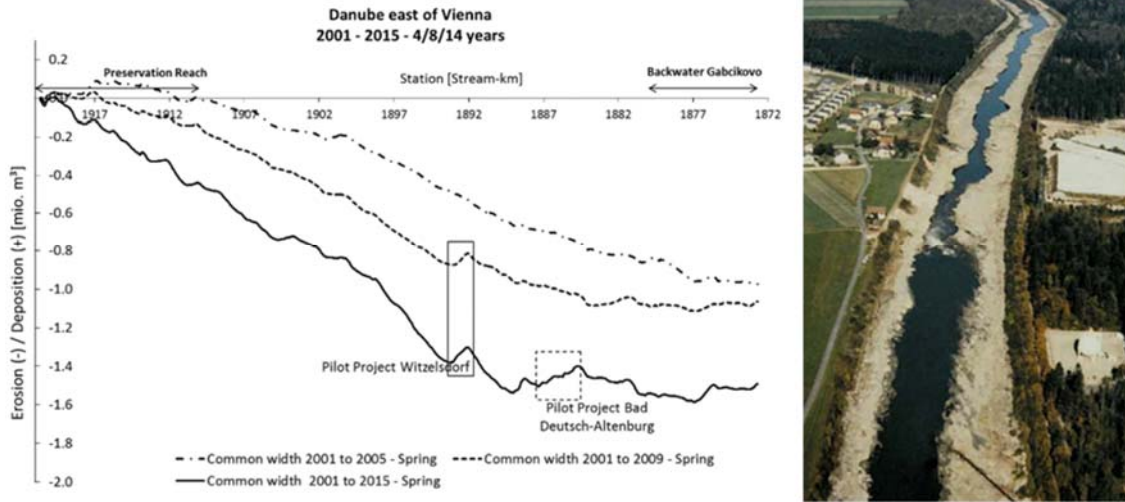 Danube east of Vienna
2001 - 2015 - 4/8/14 years
Preservation Reach
Station [Stream-km]
Backwater Gabcikovo
0.2
0.0
-0.2
-0.4
-0.6
-0.8
-1.0
-1.2
-1.4
-1.6
-1.8
-2.0
Erosion (-) / Deposition (+) [mio. m³]
1917 1912 1907 1902 1897 1892 1887 1882 1877 1872
Pilot Project Witzelsdorf
Pilot Project Bad
Deutsch-Altenburg
Common width 2001 to 2005 - Spring
Common width 2001 to 2009 - Spring
Common width 2001 to 2015 - Spring